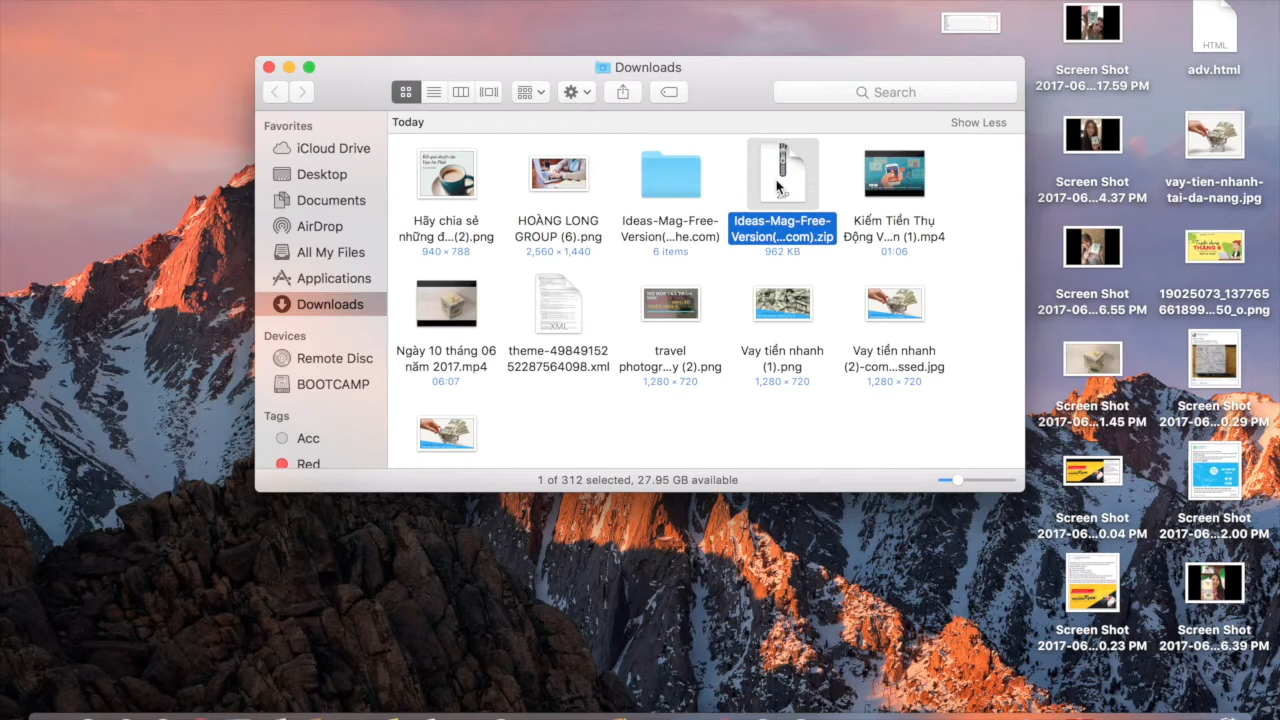 Downloads
Search
Favorites
iCloud Drive
Desktop
Documents
AirDrop
All My Files
Applications
Downloads
Devices
Remote Disc
BOOTCAMP
Tags
Acc
Red
Today
Show Less
Hãy chia sẻ
những đ...(2).png
940 × 788
HOÀNG LONG
GROUP (6).png
2,560 × 1,440
Ideas-Mag-Free-
Version(...he.com)
6 items
ZIP
Ideas-Mag-Free-
Version(...com).zip
962 KB
Kiếm Tiền Thụ
Động V...n (1).mp4
01:06
Ngày 10 tháng 06
năm 2017.mp4
06:07
XML
theme-49849152
52287564098.xml
travel
photogr...y (2).png
1,280 × 720
Vay tiền nhanh
(1).png
1,280 × 720
Vay tiền nhanh
(2)-com...ssed.jpg
1,280 × 720
1 of 312 selected, 27.95 GB available
Screen Shot
2017-06...17.59 PM
HTML
adv.html
Screen Shot
2017-06...4.37 PM
vay-tien-nhanh-
tai-da-nang.jpg
Screen Shot
2017-06...6.55 PM
19025073_137765
661899...50_o.png
Screen Shot
2017-06...1.45 PM
Screen Shot
2017-06...0.29 PM
Screen Shot
2017-06...0.04 PM
Screen Shot
2017-06...2.00 PM
Screen Shot
2017-06...0.23 PM
Screen Shot
2017-06...6.39 PM